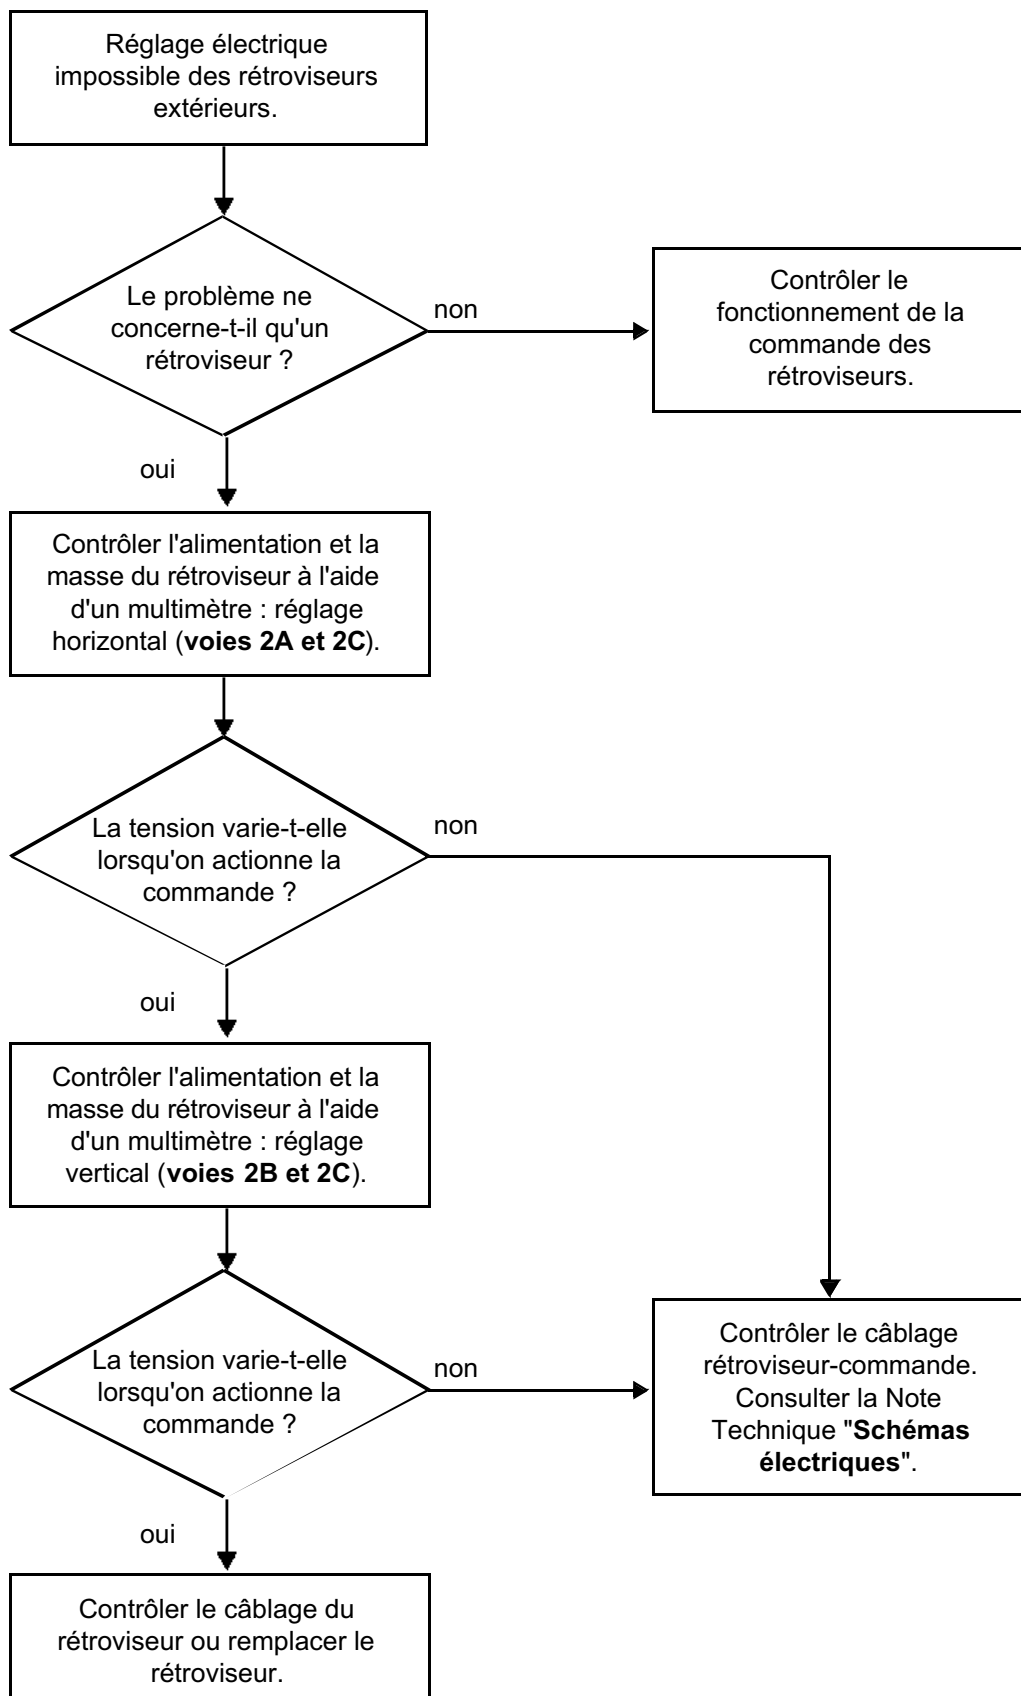 Réglage électrique
impossible des rétroviseurs
extérieurs.
Le problème ne
concerne-t-il qu'un
rétroviseur ?
non
Contrôler le
fonctionnement de la
commande des
rétroviseurs.
oui
Contrôler l'alimentation et la
masse du rétroviseur à l'aide
d'un multimètre : réglage
horizontal (voies 2A et 2C).
La tension varie-t-elle
lorsqu'on actionne la
commande ?
non
oui
Contrôler l'alimentation et la
masse du rétroviseur à l'aide
d'un multimètre : réglage
vertical (voies 2B et 2C).
La tension varie-t-elle
lorsqu'on actionne la
commande ?
non
Contrôler le câblage
rétroviseur-commande.
Consulter la Note
Technique "Schémas
électriques".
oui
Contrôler le câblage du
rétroviseur ou remplacer le
rétroviseur.